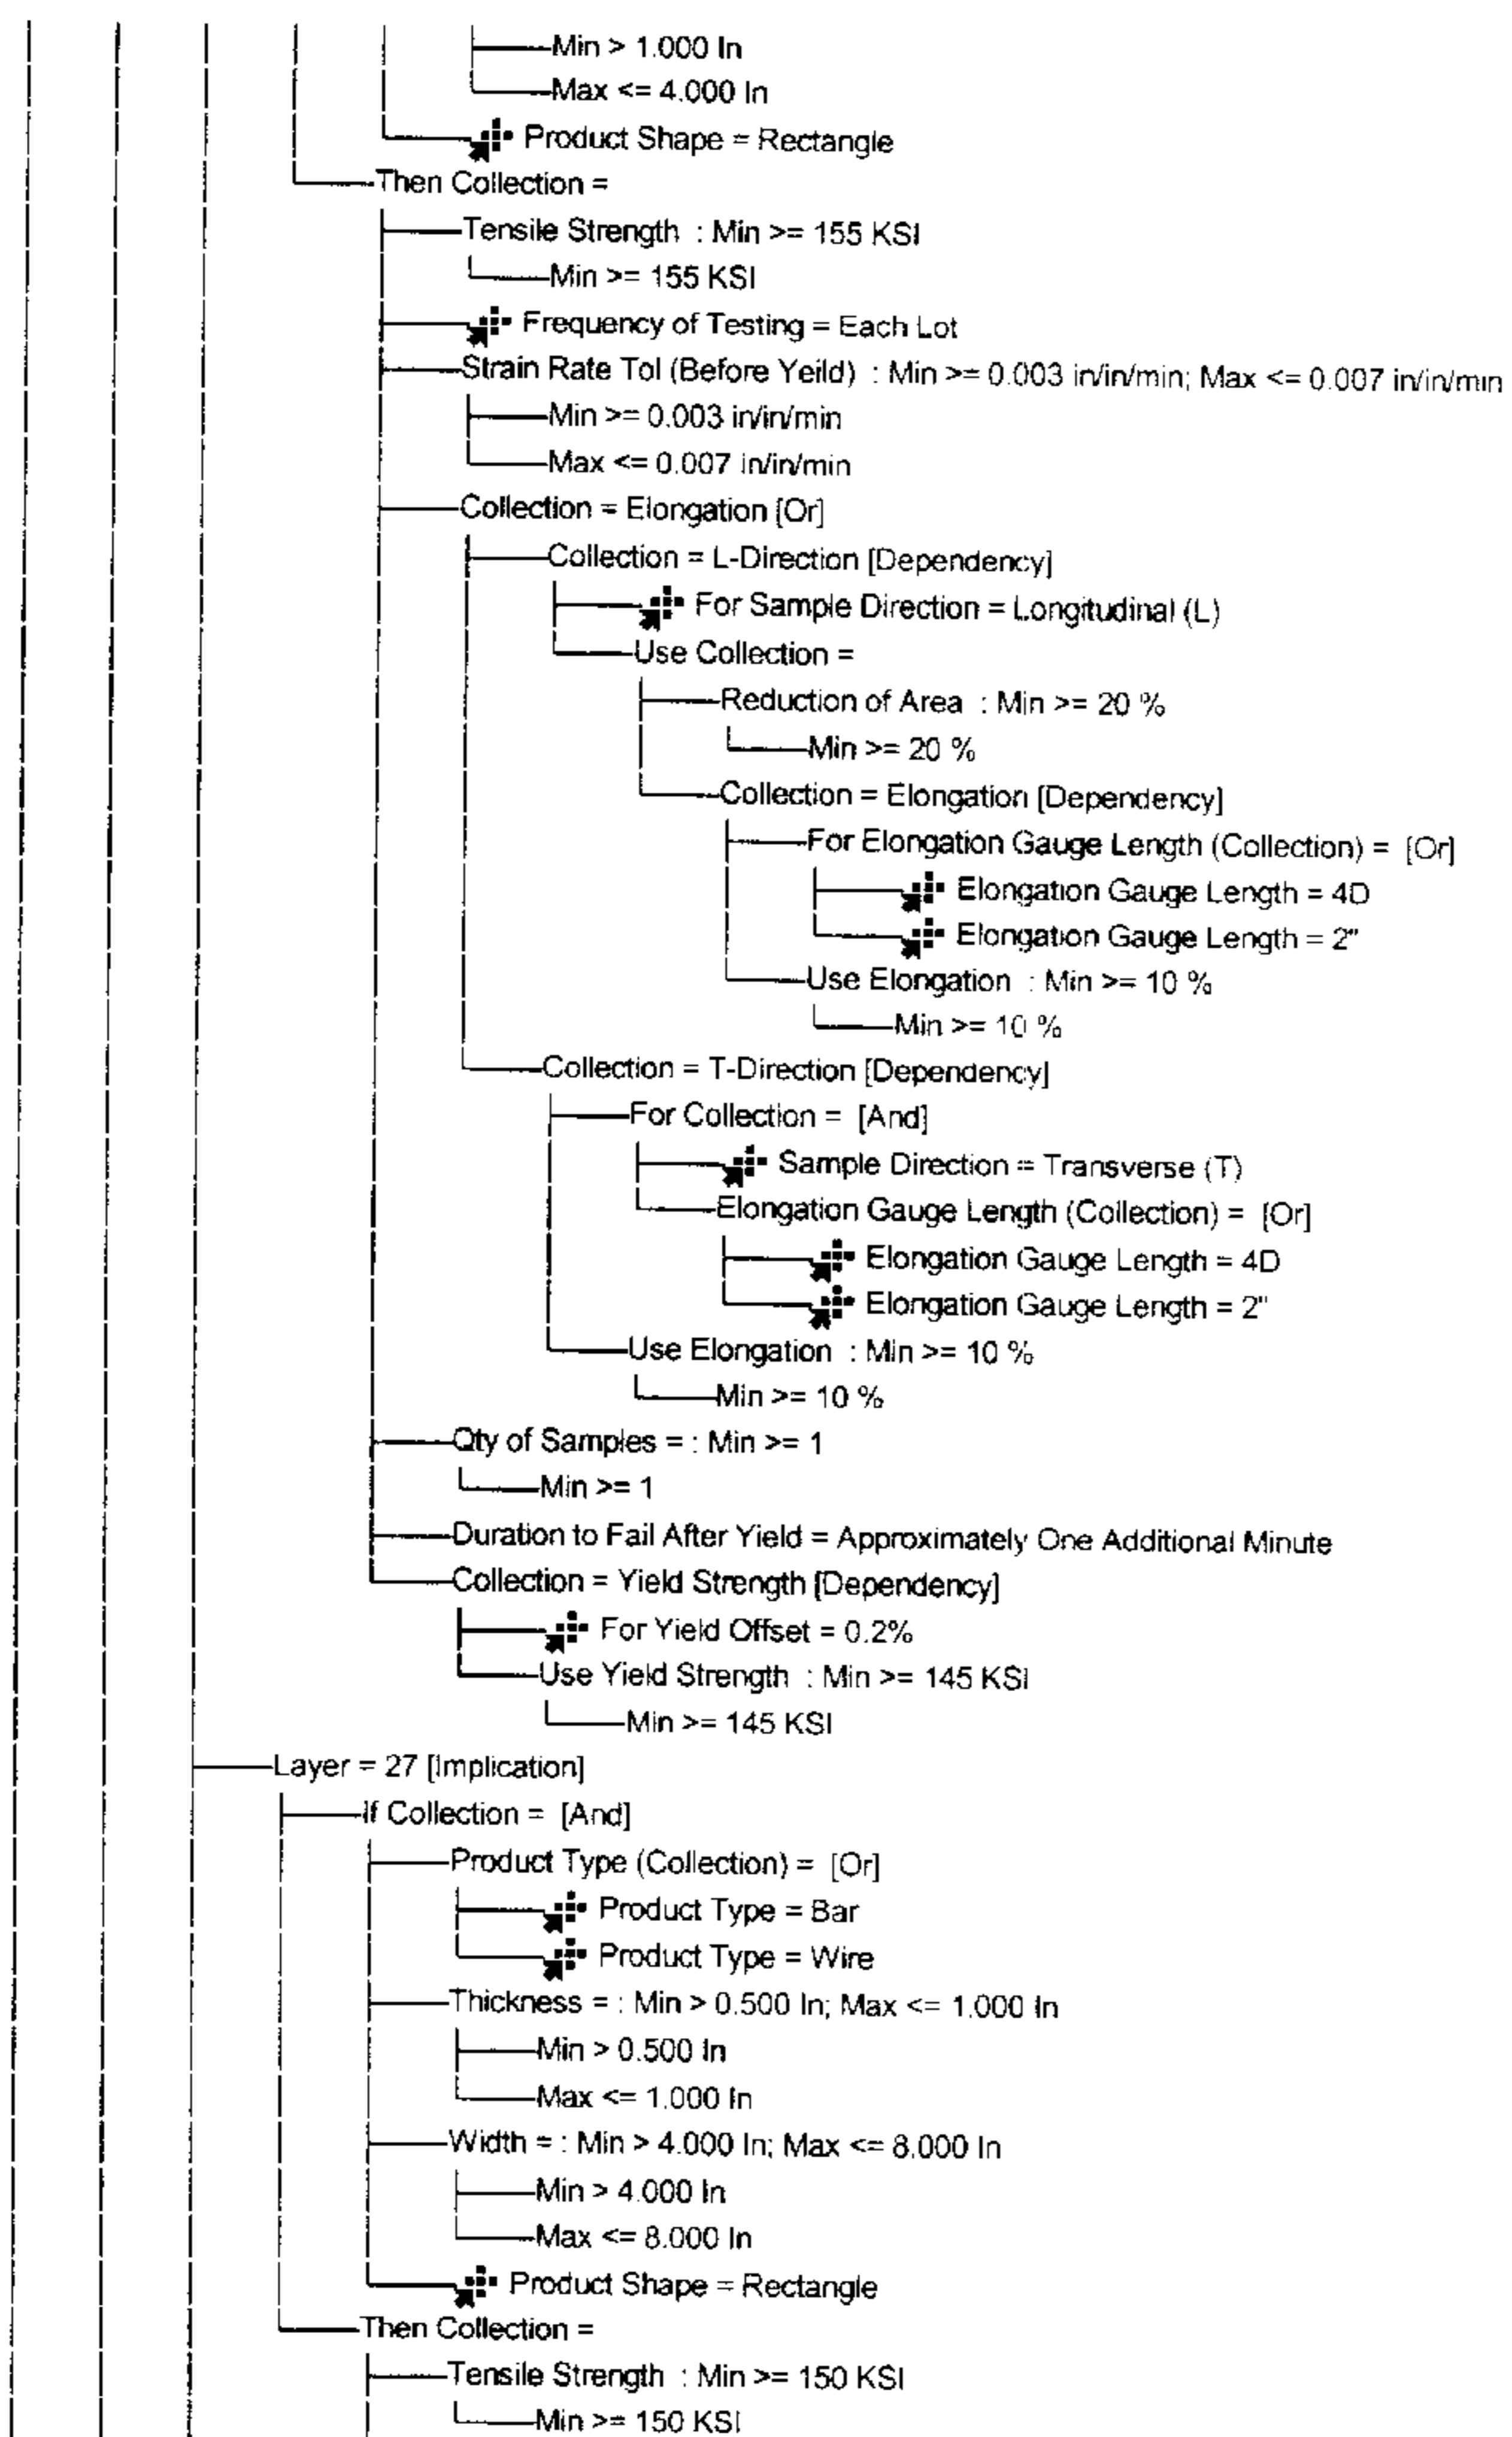 Min > 1.000 In
Max <= 4.000 In
Product Shape = Rectangle
Then Collection =
Tensile Strength : Min >= 155 KSI
Min >= 155 KSI
Frequency of Testing = Each Lot
Strain Rate Tol (Before Yeild) : Min >= 0.003 in/in/min; Max <= 0.007 in/in/min
Min >= 0.003 in/in/min
Max <= 0.007 in/in/min
Collection = Elongation [Or]
Collection = L-Direction [Dependency]
For Sample Direction = Longitudinal (L)
Use Collection =
Reduction of Area : Min >= 20 %
Min >= 20 %
Collection = Elongation [Dependency]
For Elongation Gauge Length (Collection) = [Or]
Elongation Gauge Length = 4D
Elongation Gauge Length = 2"
Use Elongation : Min >= 10 %
Min >= 10 %
Collection = T-Direction [Dependency]
For Collection = [And]
Sample Direction = Transverse (T)
Elongation Gauge Length (Collection) = [Or]
Elongation Gauge Length = 4D
Elongation Gauge Length = 2"
Use Elongation : Min >= 10 %
Min >= 10 %
Qty of Samples = : Min >= 1
Min >= 1
Duration to Fail After Yield = Approximately One Additional Minute
Collection = Yield Strength [Dependency]
For Yield Offset = 0.2%
Use Yield Strength : Min >= 145 KSI
Min >= 145 KSI
Layer = 27 [Implication]
If Collection = [And]
Product Type (Collection) = [Or]
Product Type = Bar
Product Type = Wire
Thickness = : Min > 0.500 In; Max <= 1.000 In
Min > 0.500 In
Max <= 1.000 In
Width = : Min > 4.000 In; Max <= 8.000 In
Min > 4.000 In
Max <= 8.000 In
Product Shape = Rectangle
Then Collection =
Tensile Strength : Min >= 150 KSI
Min >= 150 KSI